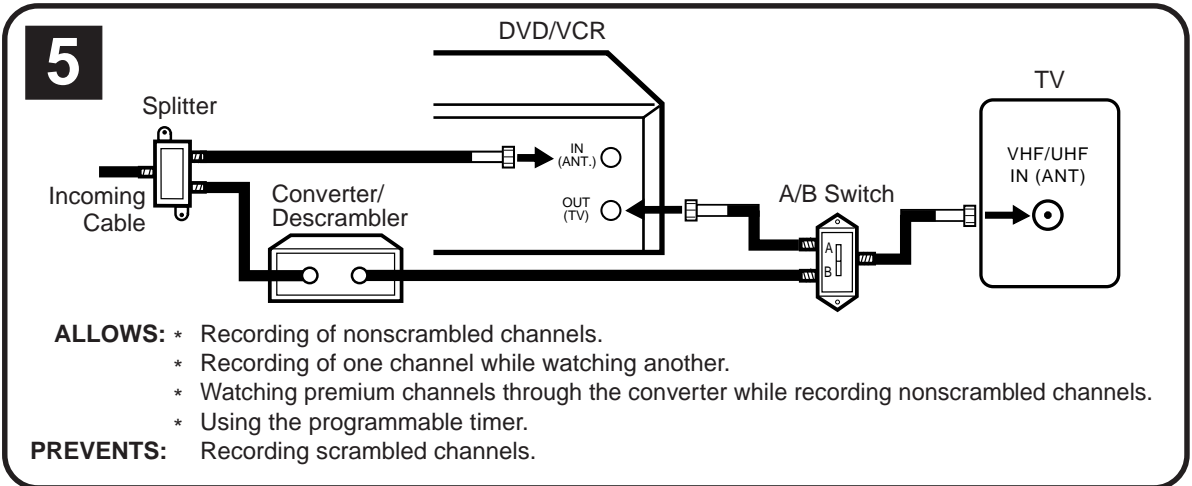 5
DVD/VCR
TV
Splitter
IN
(ANT.)
VHF/UHF
IN (ANT)
Incoming
Cable
Converter/
Descrambler
OUT
(TV)
A/B Switch
A
B
ALLOWS: * Recording of nonscrambled channels.
* Recording of one channel while watching another.
* Watching premium channels through the converter while recording nonscrambled channels.
* Using the programmable timer.
PREVENTS: Recording scrambled channels.